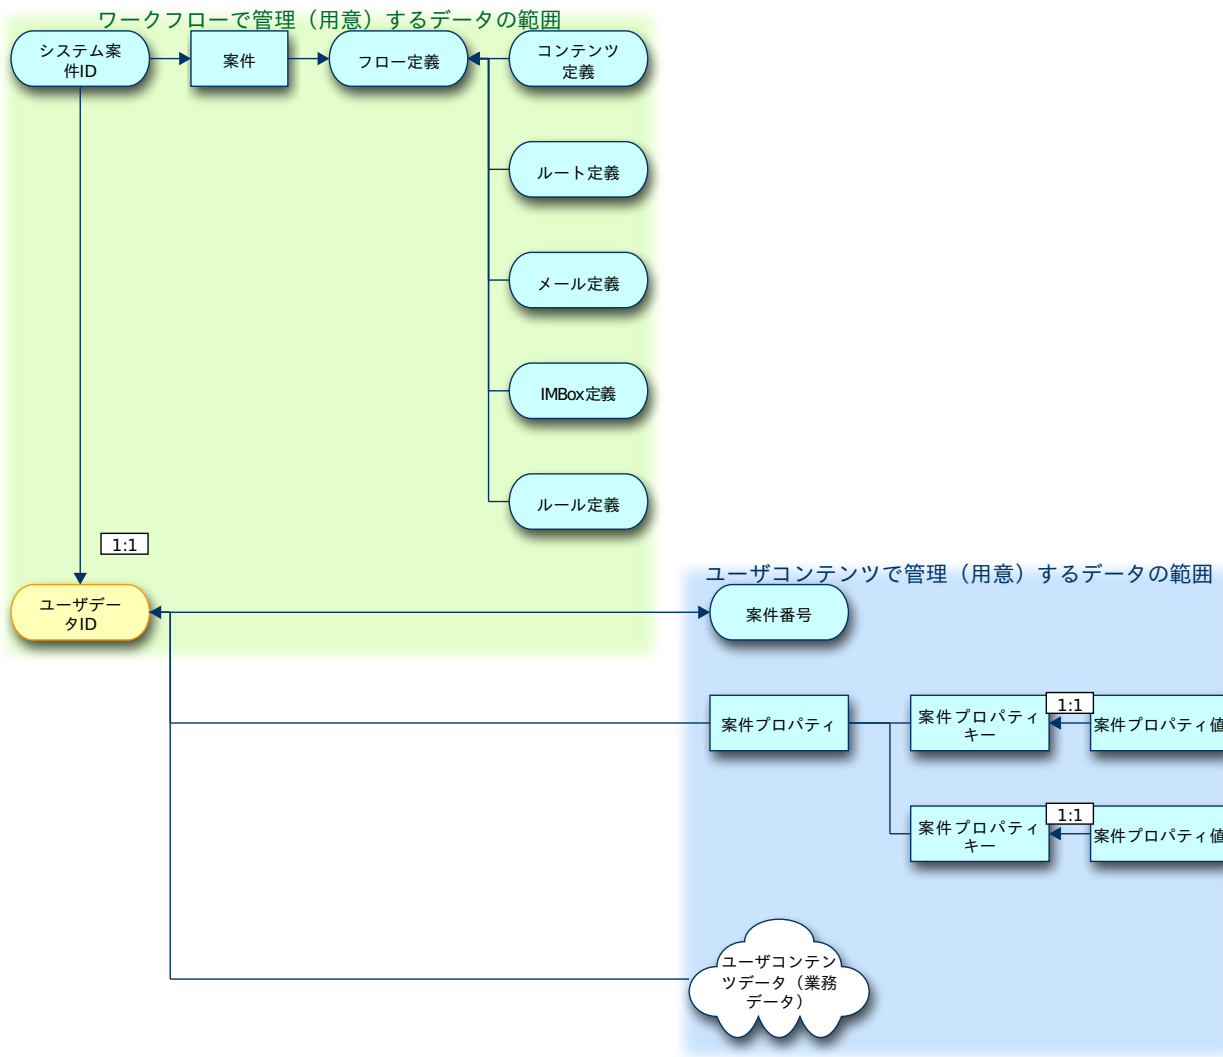 ワークフローで管理（用意）するデータの範囲
システム案
件ID
案件
フロー定義
コンテンツ
定義
ルート定義
メール定義
IMBox定義
ルール定義
1:1
ユーザデー
タID
ユーザコンテンツで管理（用意）するデータの範囲
案件番号
案件プロパティ
案件プロパティ
キー
1:1
案件プロパティ値
案件プロパティ
キー
1:1
案件プロパティ値
ユーザコンテン
ツデータ（業務
データ）